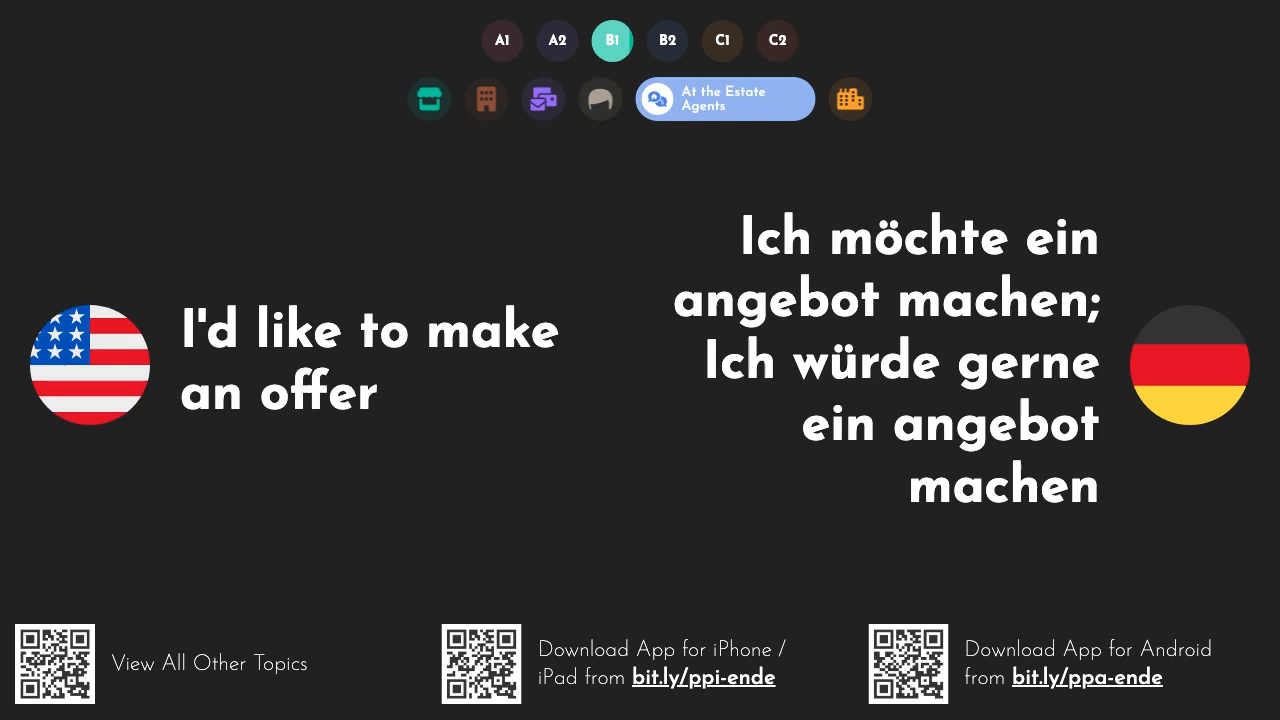 A1 A2 B1 B2 C1 C2
At the Estate
Agents
I'd like to make
an offer
Ich möchte ein
angebot machen;
Ich würde gerne
ein angebot
machen
View All Other Topics
Download App for iPhone /
iPad from bit.ly/ppi-ende
Download App for Android
from bit.ly/ppa-ende